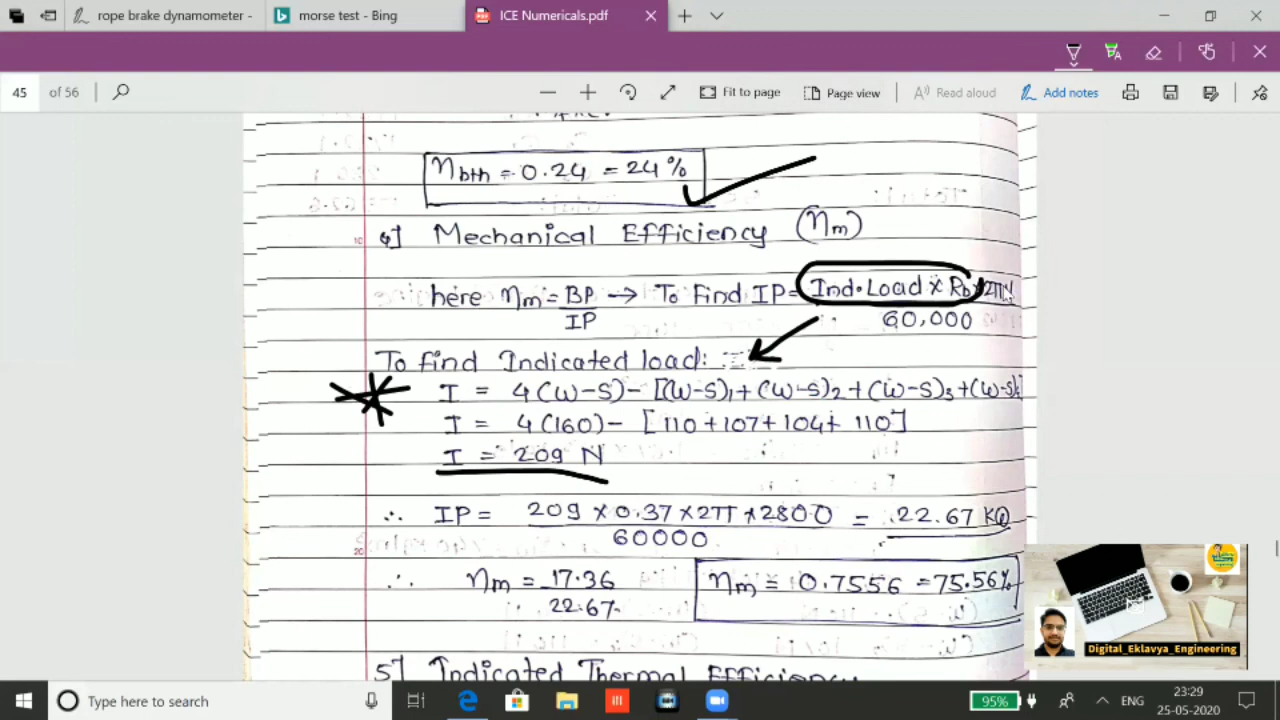 rope brake dynamometer -
morse test - Bing
ICE Numericals.pdf
45 of 56
Fit to page
Page view
Read aloud
Add notes
ηbth = 0.24 = 24%
4] Mechanical Efficiency (ηm)
here ηm = BP/IP → To Find IP = Ind. Load × Rb × 2πN
60,000
To find Indicated load:
I = 4(W-S) - [(W-S)1 + (W-S)2 + (W-S)3 + (W-S)4]
I = 4(160) - [110 + 107 + 104 + 110]
I = 209 N
∴ IP = 209 × 0.37 × 2π × 2800 / 60000 = 22.67 KW
∴ ηm = 17.36 / 22.67 ηm = 0.7556 = 75.56%
5] Indicated Thermal Efficiency
Digital_Eklavya_Engineering
Type here to search
95%
ENG
23:29
25-05-2020